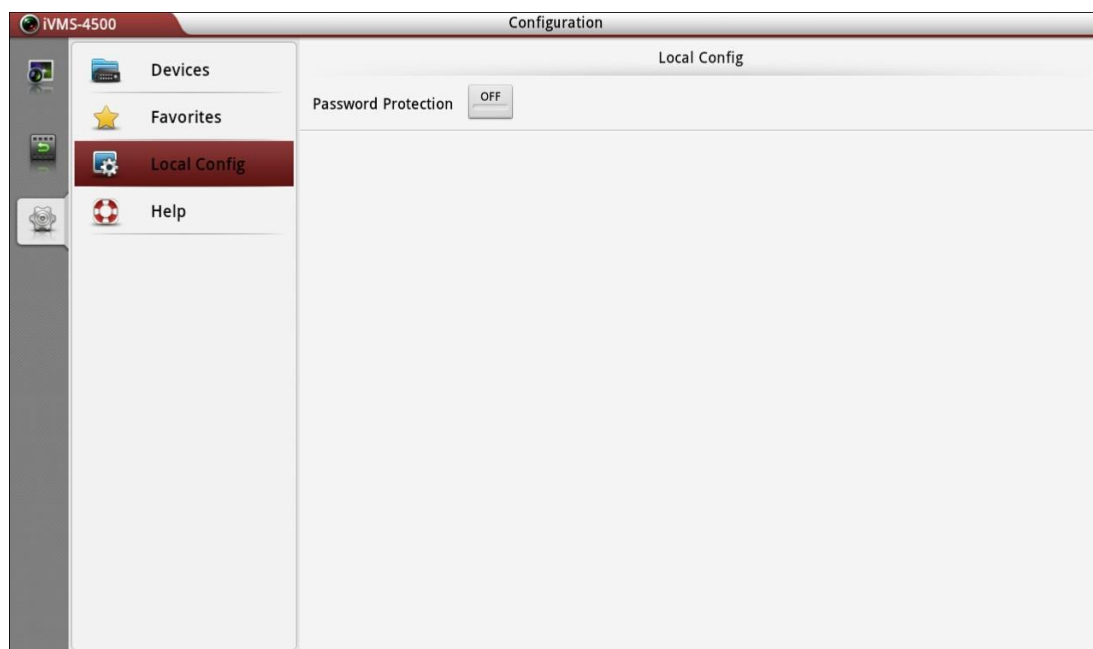 iVMS-4500
Configuration
Devices
Favorites
Local Config
Help
Local Config
Password Protection
OFF